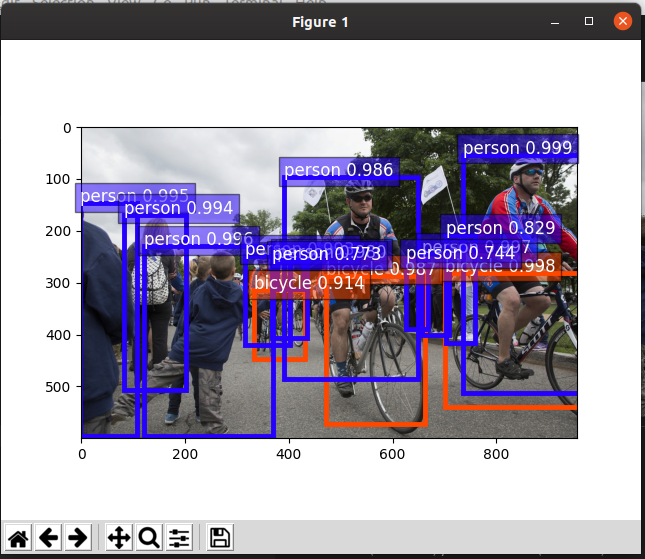 Figure 1
person 0.999
person 0.986
person 0.995
person 0.994
person 0.829
person 0.996
person 0.773
person 0.744
bicycle 0.987
bicycle 0.998
bicycle 0.914
0
100
200
300
400
500
0
200
400
600
800